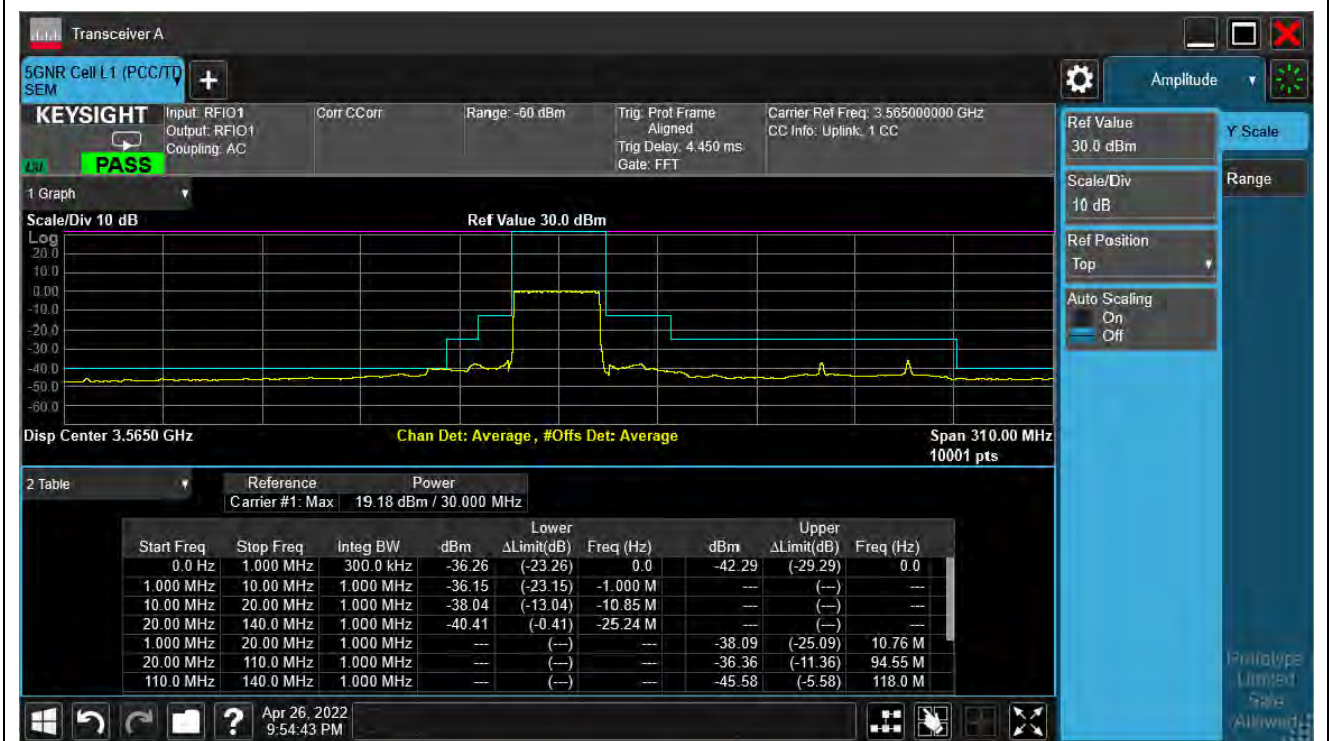 Transceiver A
5GNR Cell L1 (PCC/TD
SEM
+
Amplitude
KEYSIGHT
PASS
Input: RFIO1
Output: RFIO1
Coupling: AC
Corr CCorr
Range: -60 dBm
Trig: Prot Frame
Aligned
Trig Delay: 4.450 ms
Gate: FFT
Carrier Ref Freq: 3.565000000 GHz
CC Info: Uplink, 1 CC
Ref Value
30.0 dBm
Y Scale
Scale/Div
10 dB
Range
Ref Position
Top
Auto Scaling
On
Off
1 Graph
Scale/Div 10 dB
Ref Value 30.0 dBm
Log
20.0
10.0
0.00
-10.0
-20.0
-30.0
-40.0
-50.0
-60.0
Disp Center 3.5650 GHz
Chan Det: Average , #Offs Det: Average
Span 310.00 MHz
10001 pts
2 Table
Reference Power
Carrier #1: Max 19.18 dBm / 30.000 MHz
Lower Upper
Start Freq Stop Freq Integ BW dBm ΔLimit(dB) Freq (Hz) dBm ΔLimit(dB) Freq (Hz)
0.0 Hz 1.000 MHz 300.0 kHz -36.26 (-23.26) 0.0 -42.29 (-29.29) 0.0
1.000 MHz 10.00 MHz 1.000 MHz -36.15 (-23.15) -1.000 M --- (---) ---
10.00 MHz 20.00 MHz 1.000 MHz -38.04 (-13.04) -10.85 M --- (---) ---
20.00 MHz 140.0 MHz 1.000 MHz -40.41 (-0.41) -25.24 M --- (---) ---
1.000 MHz 20.00 MHz 1.000 MHz --- (---) --- -38.09 (-25.09) 10.76 M
20.00 MHz 110.0 MHz 1.000 MHz --- (---) --- -36.36 (-11.36) 94.55 M
110.0 MHz 140.0 MHz 1.000 MHz --- (---) --- -45.58 (-5.58) 118.0 M
Prototype
Limited
Sale
Allowed
?
Apr 26, 2022
9:54:43 PM